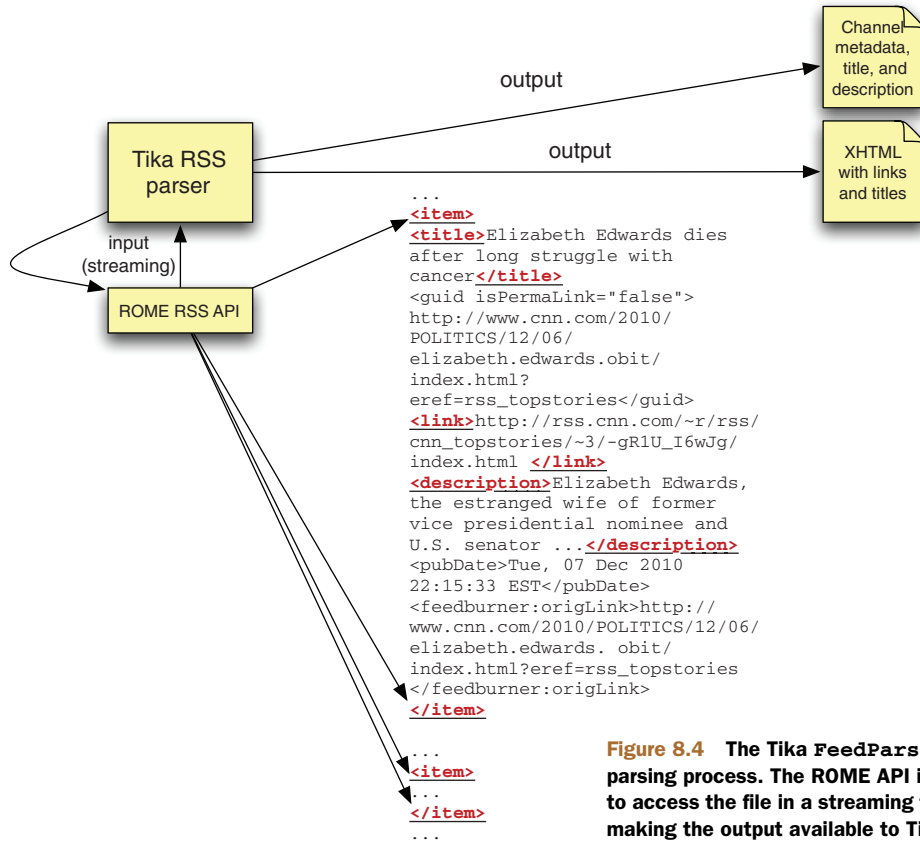 Channel
metadata,
title, and
description
output
Tika RSS
parser
output
XHTML
with links
and titles
input
(streaming)
ROME RSS API
...
<item>
<title>Elizabeth Edwards dies
after long struggle with
cancer</title>
<guid isPermaLink="false">
http://www.cnn.com/2010/
POLITICS/12/06/
elizabeth.edwards.obit/
index.html?
eref=rss_topstories</guid>
<link>http://rss.cnn.com/~r/rss/
cnn_topstories/~3/-gR1U_I6wJg/
index.html </link>
<description>Elizabeth Edwards,
the estranged wife of former
vice presidential nominee and
U.S. senator ...</description>
<pubDate>Tue, 07 Dec 2010
22:15:33 EST</pubDate>
<feedburner:origLink>http://
www.cnn.com/2010/POLITICS/12/06/
elizabeth.edwards. obit/
index.html?eref=rss_topstories
</feedburner:origLink>
</item>
...
<item>
...
</item>
...
Figure 8.4 The Tika FeedPars
parsing process. The ROME API i
to access the file in a streaming
making the output available to Ti